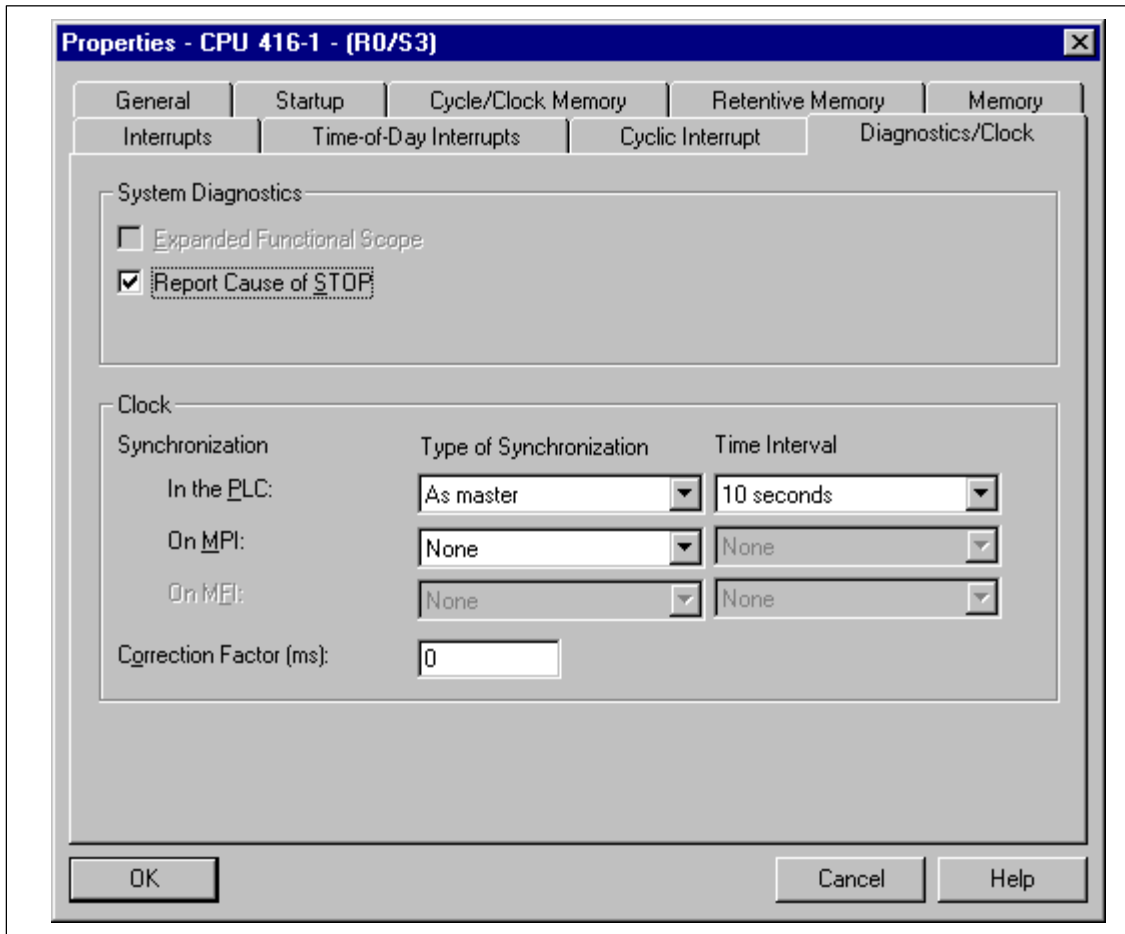 Properties - CPU 416-1 - (R0/S3)
General Startup Cycle/Clock Memory Retentive Memory Memory
Interrupts Time-of-Day Interrupts Cyclic Interrupt Diagnostics/Clock
System Diagnostics
Expanded Functional Scope
Report Cause of STOP
Clock
Synchronization Type of Synchronization Time Interval
In the PLC: As master 10 seconds
On MPI: None None
On MFI: None None
Correction Factor (ms): 0
OK Cancel Help